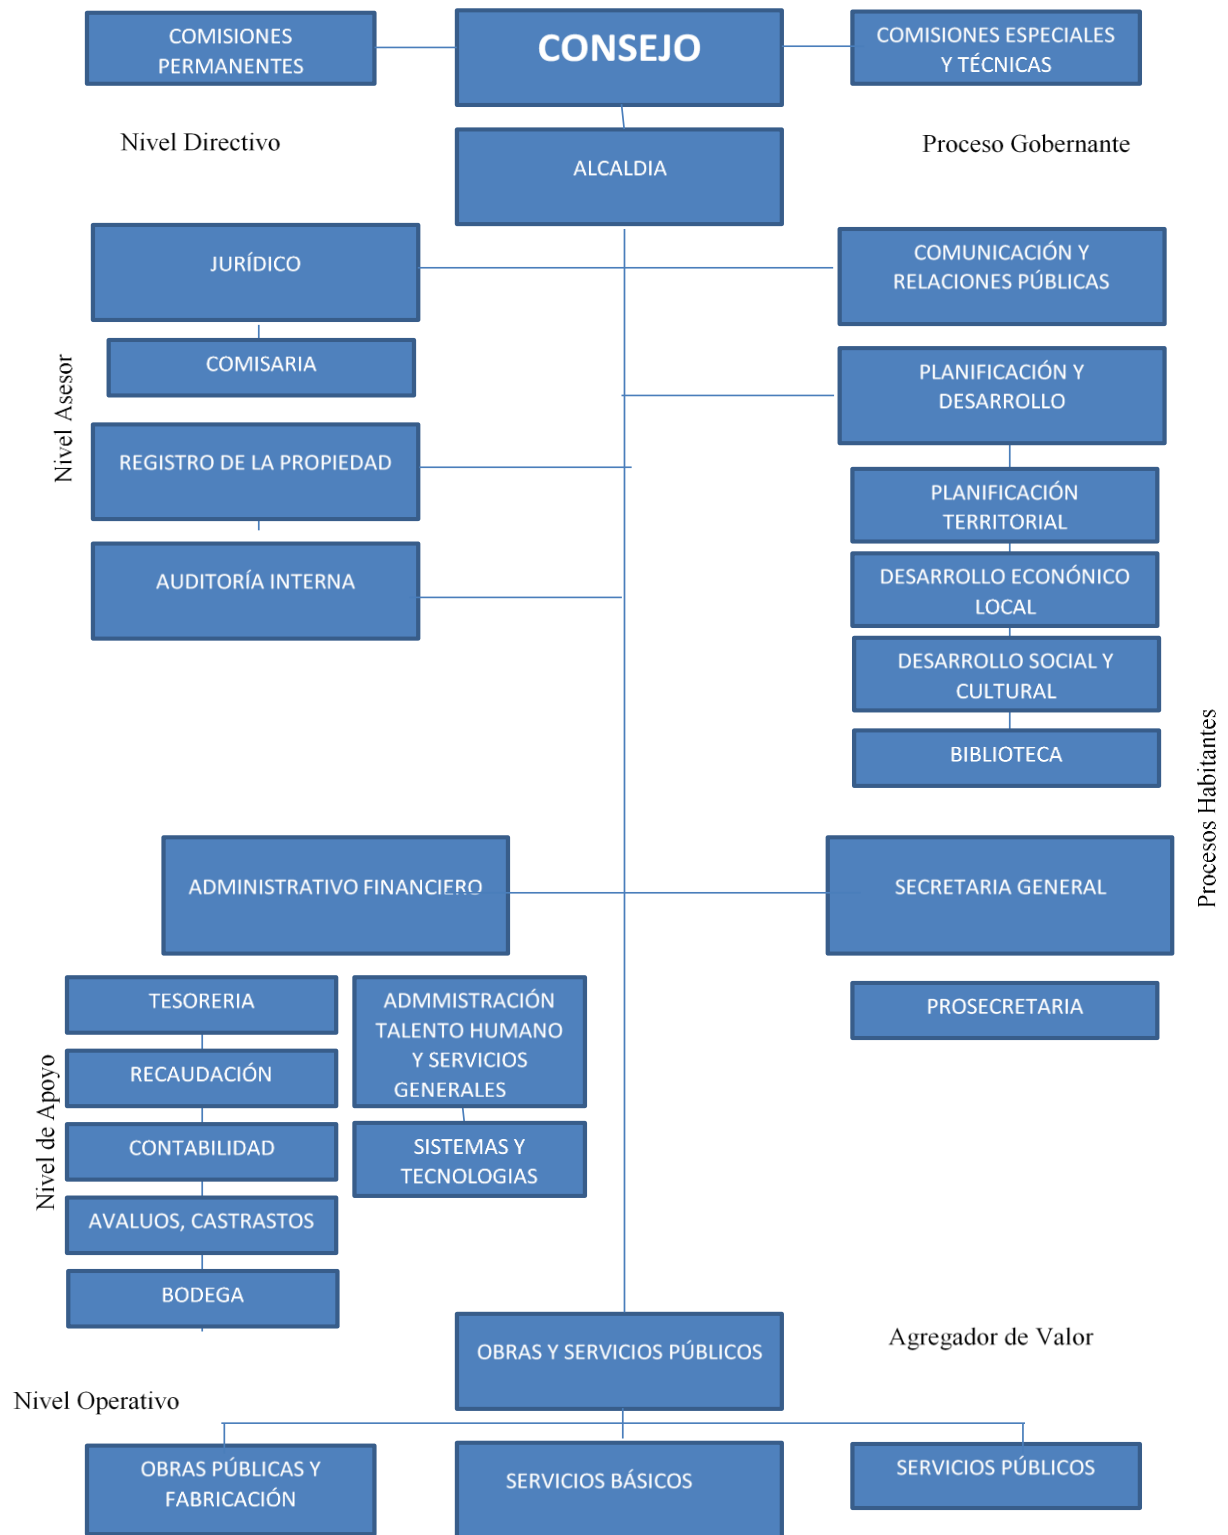 COMISIONES
PERMANENTES
CONSEJO
COMISIONES ESPECIALES
Y TÉCNICAS
Nivel Directivo
Proceso Gobernante
ALCALDIA
JURÍDICO
COMUNICACIÓN Y
RELACIONES PÚBLICAS
COMISARIA
PLANIFICACIÓN Y
DESARROLLO
Nivel Asesor
REGISTRO DE LA PROPIEDAD
PLANIFICACIÓN
TERRITORIAL
AUDITORÍA INTERNA
DESARROLLO ECONÓNICO
LOCAL
DESARROLLO SOCIAL Y
CULTURAL
BIBLIOTECA
Procesos Habitantes
ADMINISTRATIVO FINANCIERO
SECRETARIA GENERAL
TESORERIA
ADMMISTRACIÓN
TALENTO HUMANO
Y SERVICIOS
GENERALES
PROSECRETARIA
RECAUDACIÓN
Nivel de Apoyo
CONTABILIDAD
SISTEMAS Y
TECNOLOGIAS
AVALUOS, CASTRASTOS
BODEGA
OBRAS Y SERVICIOS PÚBLICOS
Agregador de Valor
Nivel Operativo
OBRAS PÚBLICAS Y
FABRICACIÓN
SERVICIOS BÁSICOS
SERVICIOS PÚBLICOS